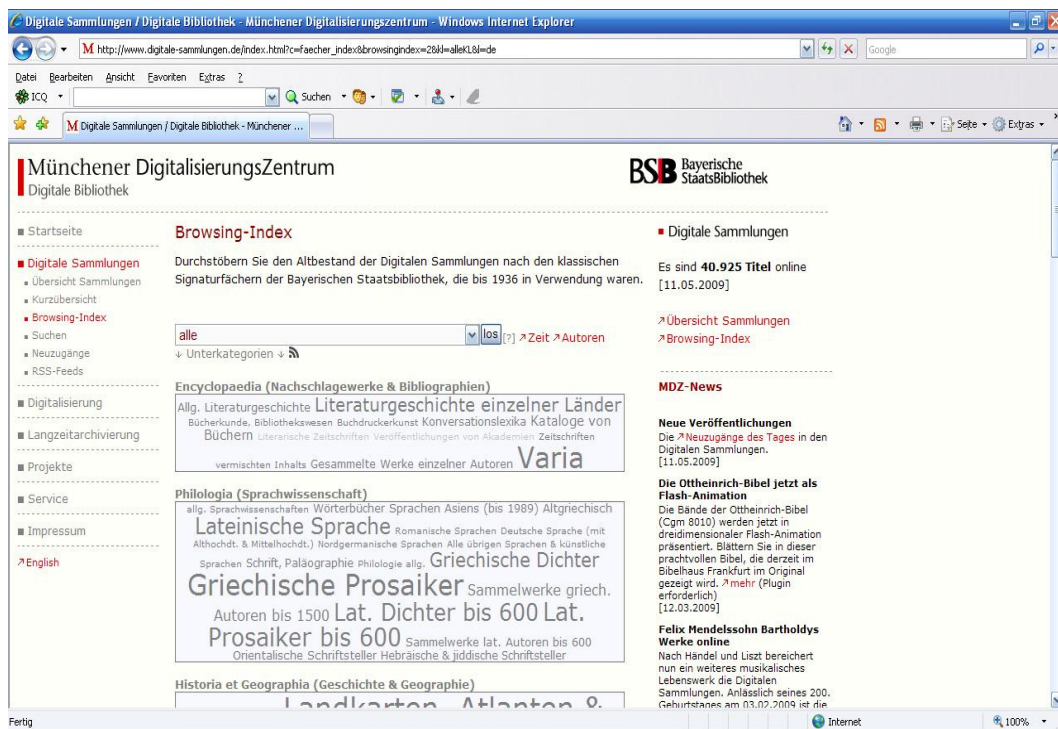 Digitale Sammlungen / Digitale Bibliothek - Münchener Digitalisierungszentrum - Windows Internet Explorer
http://www.digitale-sammlungen.de/index.html?c=faecher_index&browsingindex=2&kl=alleKL&l=de
Google
Datei Bearbeiten Ansicht Favoriten Extras ?
ICQ
Suchen
Digitale Sammlungen / Digitale Bibliothek - Münchener ...
Seite
Extras
Münchener DigitalisierungsZentrum
Digitale Bibliothek
BSB Bayerische
StaatsBibliothek
Startseite
Digitale Sammlungen
Übersicht Sammlungen
Kurzübersicht
Browsing-Index
Suchen
Neuzugänge
RSS-Feeds
Digitalisierung
Langzeitarchivierung
Projekte
Service
Impressum
English
Browsing-Index
Durchstöbern Sie den Altbestand der Digitalen Sammlungen nach den klassischen
Signaturfächern der Bayerischen Staatsbibliothek, die bis 1936 in Verwendung waren.
alle
los [?] Zeit Autoren
Unterkategorien
Encyclopaedia (Nachschlagewerke & Bibliographien)
Allg. Literaturgeschichte Literaturgeschichte einzelner Länder
Bücherkunde, Bibliothekswesen Buchdruckerkunst Konversationslexika Kataloge von
Büchern Literarische Zeitschriften Veröffentlichungen von Akademien Zeitschriften
vermischten Inhalts Gesammelte Werke einzelner Autoren Varia
Philologia (Sprachwissenschaft)
allg. Sprachwissenschaften Wörterbücher Sprachen Asiens (bis 1989) Altgriechisch
Lateinische Sprache Romanische Sprachen Deutsche Sprache (mit
Althochdt. & Mittelhochdt.) Nordgermanische Sprachen Alle übrigen Sprachen & künstliche
Sprachen Schrift, Paläographie Philologie allg. Griechische Dichter
Griechische Prosaiker Sammelwerke griech.
Autoren bis 1500 Lat. Dichter bis 600 Lat.
Prosaiker bis 600 Sammelwerke lat. Autoren bis 600
Orientalische Schriftsteller Hebräische & jiddische Schriftsteller
Historia et Geographia (Geschichte & Geographie)
Landkarten, Atlanten &
Digitale Sammlungen
Es sind 40.925 Titel online
[11.05.2009]
Übersicht Sammlungen
Browsing-Index
MDZ-News
Neue Veröffentlichungen
Die Neuzugänge des Tages in den
Digitalen Sammlungen.
[11.05.2009]
Die Ottheinrich-Bibel jetzt als
Flash-Animation
Die Bände der Ottheinrich-Bibel
(Cgm 8010) werden jetzt in
dreidimensionaler Flash-Animation
präsentiert. Blättern Sie in dieser
prachtvollen Bibel, die derzeit im
Bibelhaus Frankfurt im Original
gezeigt wird. mehr (Plugin
erforderlich)
[12.03.2009]
Felix Mendelssohn Bartholdys
Werke online
Nach Händel und Liszt bereichert
nun ein weiteres musikalisches
Lebenswerk die Digitalen
Sammlungen. Anlässlich seines 200.
Geburtstages am 03.02.2009 ist die
Fertig
Internet
100%